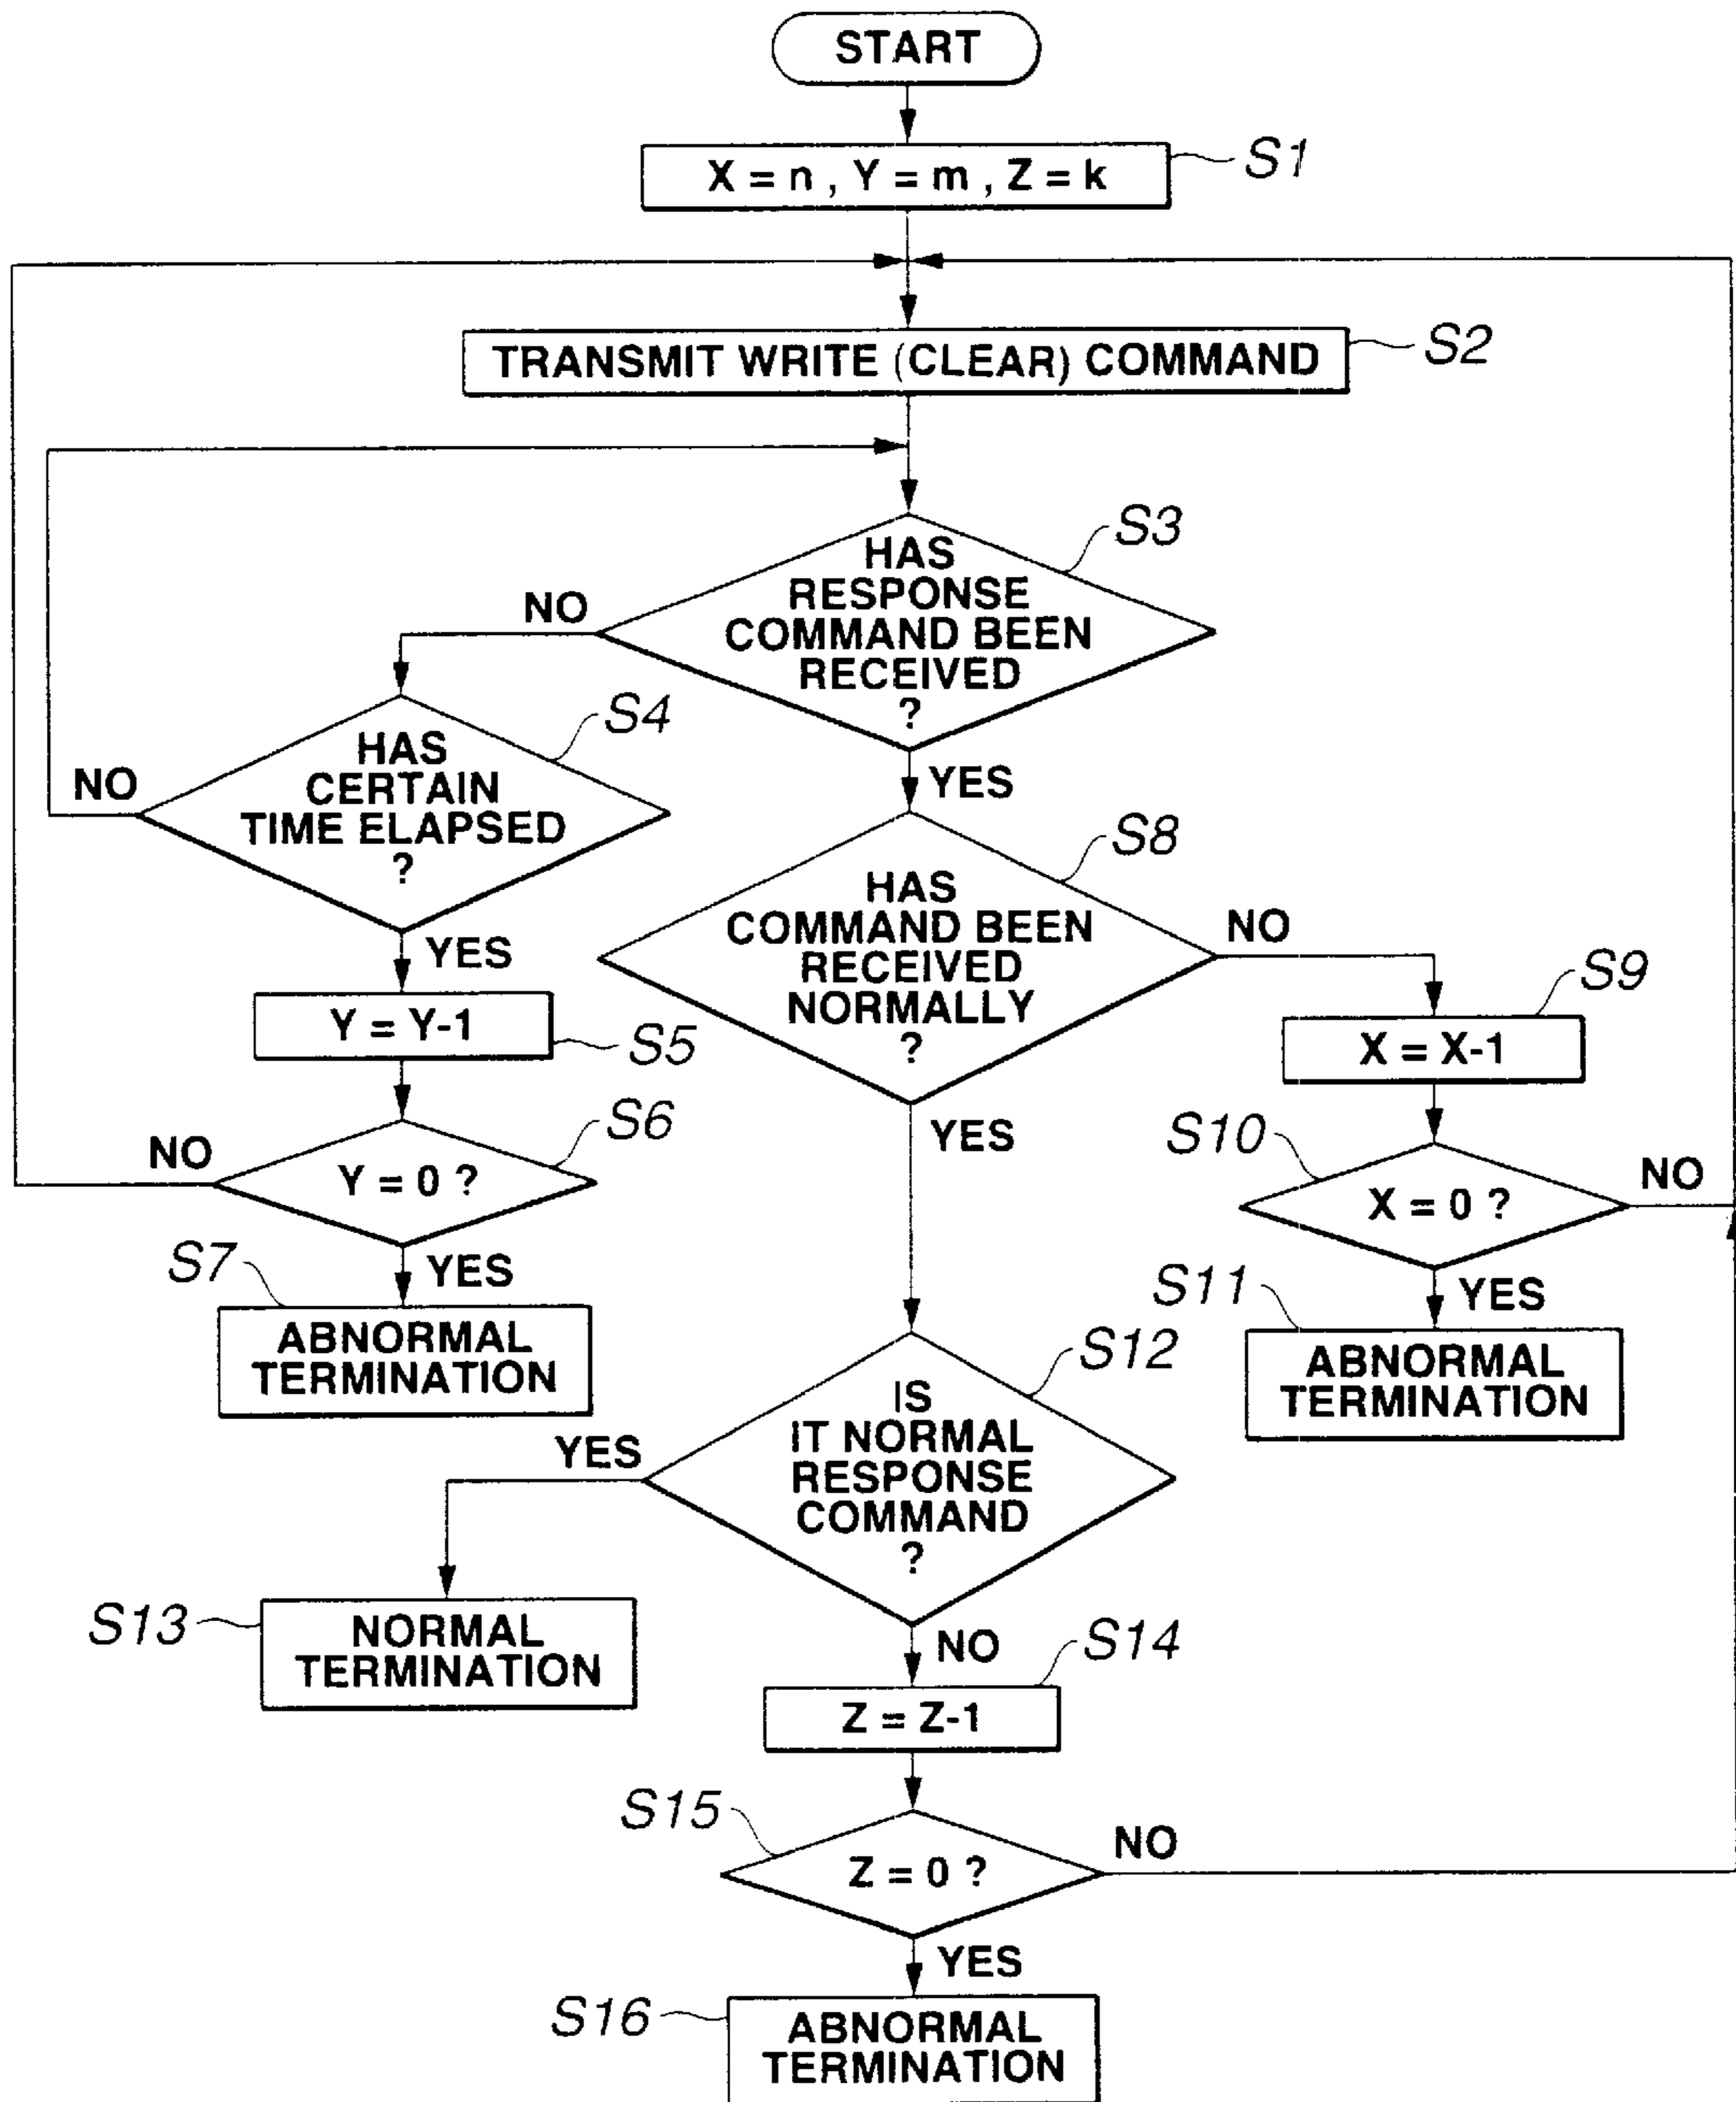 START
X = n , Y = m , Z = k
S1
TRANSMIT WRITE (CLEAR) COMMAND
S2
HAS
RESPONSE
COMMAND BEEN
RECEIVED
?
S3
NO
YES
HAS
CERTAIN
TIME ELAPSED
?
S4
NO
YES
Y = Y-1
S5
Y = 0 ?
S6
NO
YES
S7
ABNORMAL
TERMINATION
HAS
COMMAND BEEN
RECEIVED
NORMALLY
?
S8
NO
YES
X = X-1
S9
S10
X = 0 ?
NO
YES
S11
ABNORMAL
TERMINATION
IS
IT NORMAL
RESPONSE
COMMAND
?
S12
YES
NO
S13
NORMAL
TERMINATION
S14
Z = Z-1
S15
Z = 0 ?
NO
YES
S16
ABNORMAL
TERMINATION